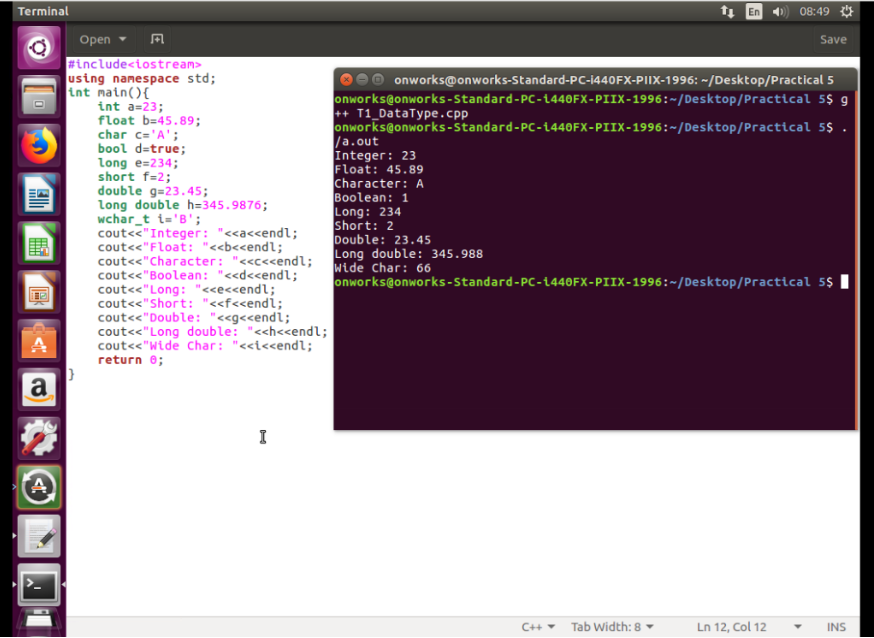 Terminal
En
08:49
Open
Save
#include<iostream>
using namespace std;
int main(){
    int a=23;
    float b=45.89;
    char c='A';
    bool d=true;
    long e=234;
    short f=2;
    double g=23.45;
    long double h=345.9876;
    wchar_t i='B';
    cout<<"Integer: "<<a<<endl;
    cout<<"Float: "<<b<<endl;
    cout<<"Character: "<<c<<endl;
    cout<<"Boolean: "<<d<<endl;
    cout<<"Long: "<<e<<endl;
    cout<<"Short: "<<f<<endl;
    cout<<"Double: "<<g<<endl;
    cout<<"Long double: "<<h<<endl;
    cout<<"Wide Char: "<<i<<endl;
    return 0;
}
onworks@onworks-Standard-PC-i440FX-PIIX-1996: ~/Desktop/Practical 5
onworks@onworks-Standard-PC-i440FX-PIIX-1996:~/Desktop/Practical 5$ g
++ T1_DataType.cpp
onworks@onworks-Standard-PC-i440FX-PIIX-1996:~/Desktop/Practical 5$ .
/a.out
Integer: 23
Float: 45.89
Character: A
Boolean: 1
Long: 234
Short: 2
Double: 23.45
Long double: 345.988
Wide Char: 66
onworks@onworks-Standard-PC-i440FX-PIIX-1996:~/Desktop/Practical 5$
C++
Tab Width: 8
Ln 12, Col 12
INS